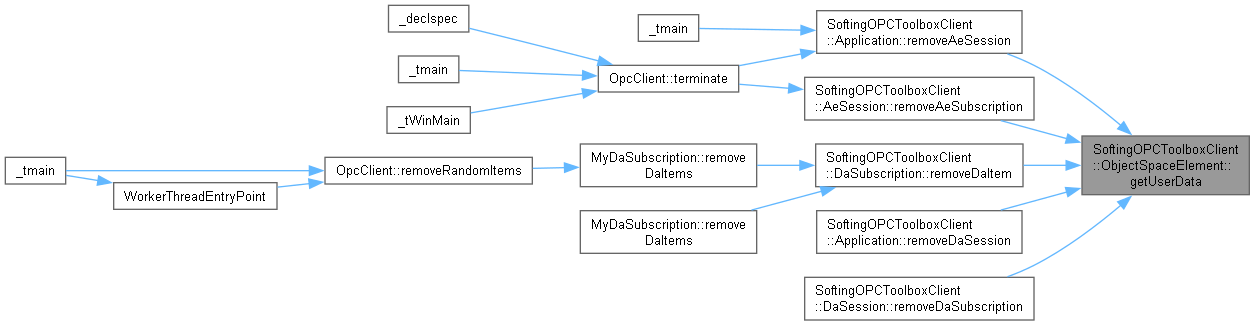 _declspec
_tmain
SoftingOPCToolboxClient
::Application::removeAeSession
_tmain
OpcClient::terminate
SoftingOPCToolboxClient
::AeSession::removeAeSubscription
_tWinMain
SoftingOPCToolboxClient
::ObjectSpaceElement::
getUserData
_tmain
OpcClient::removeRandomItems
MyDaSubscription::remove
DaItems
SoftingOPCToolboxClient
::DaSubscription::removeDaItem
WorkerThreadEntryPoint
MyDaSubscription::remove
DaItems
SoftingOPCToolboxClient
::Application::removeDaSession
SoftingOPCToolboxClient
::DaSession::removeDaSubscription